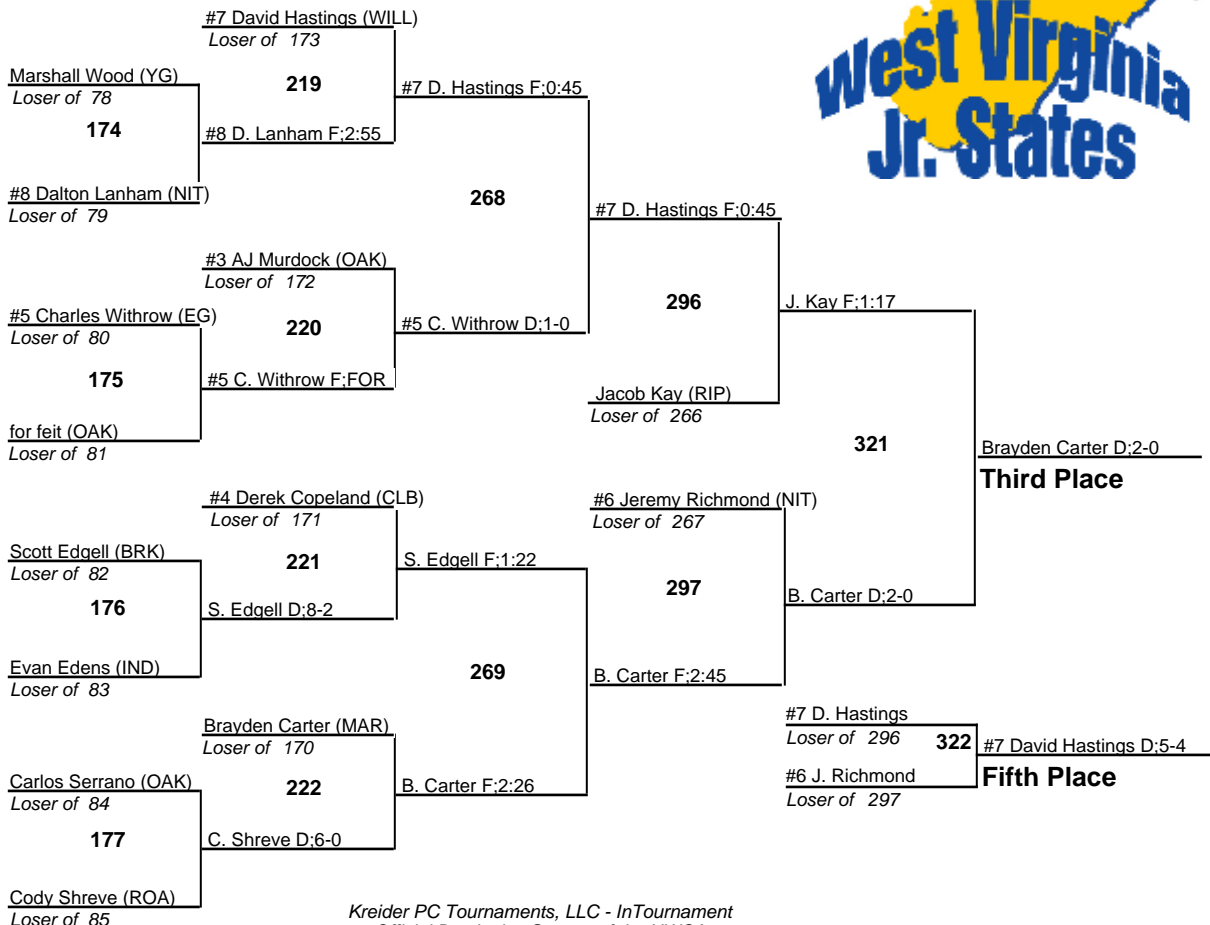 West Virginia
Jr. States
#7 David Hastings (WILL)
Loser of 173
Marshall Wood (YG)
Loser of 78
219
#7 D. Hastings F;0:45
174
#8 D. Lanham F;2:55
#8 Dalton Lanham (NIT)
Loser of 79
268
#7 D. Hastings F;0:45
#3 AJ Murdock (OAK)
Loser of 172
#5 Charles Withrow (EG)
Loser of 80
220
#5 C. Withrow D;1-0
296
J. Kay F;1:17
175
#5 C. Withrow F;FOR
Jacob Kay (RIP)
Loser of 266
for feit (OAK)
Loser of 81
321
Brayden Carter D;2-0
Third Place
#4 Derek Copeland (CLB)
Loser of 171
#6 Jeremy Richmond (NIT)
Loser of 267
Scott Edgell (BRK)
Loser of 82
221
S. Edgell F;1:22
297
176
S. Edgell D;8-2
B. Carter D;2-0
Evan Edens (IND)
Loser of 83
269
B. Carter F;2:45
Brayden Carter (MAR)
Loser of 170
#7 D. Hastings
Loser of 296
322
#7 David Hastings D;5-4
Fifth Place
#6 J. Richmond
Loser of 297
Carlos Serrano (OAK)
Loser of 84
222
B. Carter F;2:26
177
C. Shreve D;6-0
Cody Shreve (ROA)
Loser of 85
Kreider PC Tournaments, LLC - InTournament